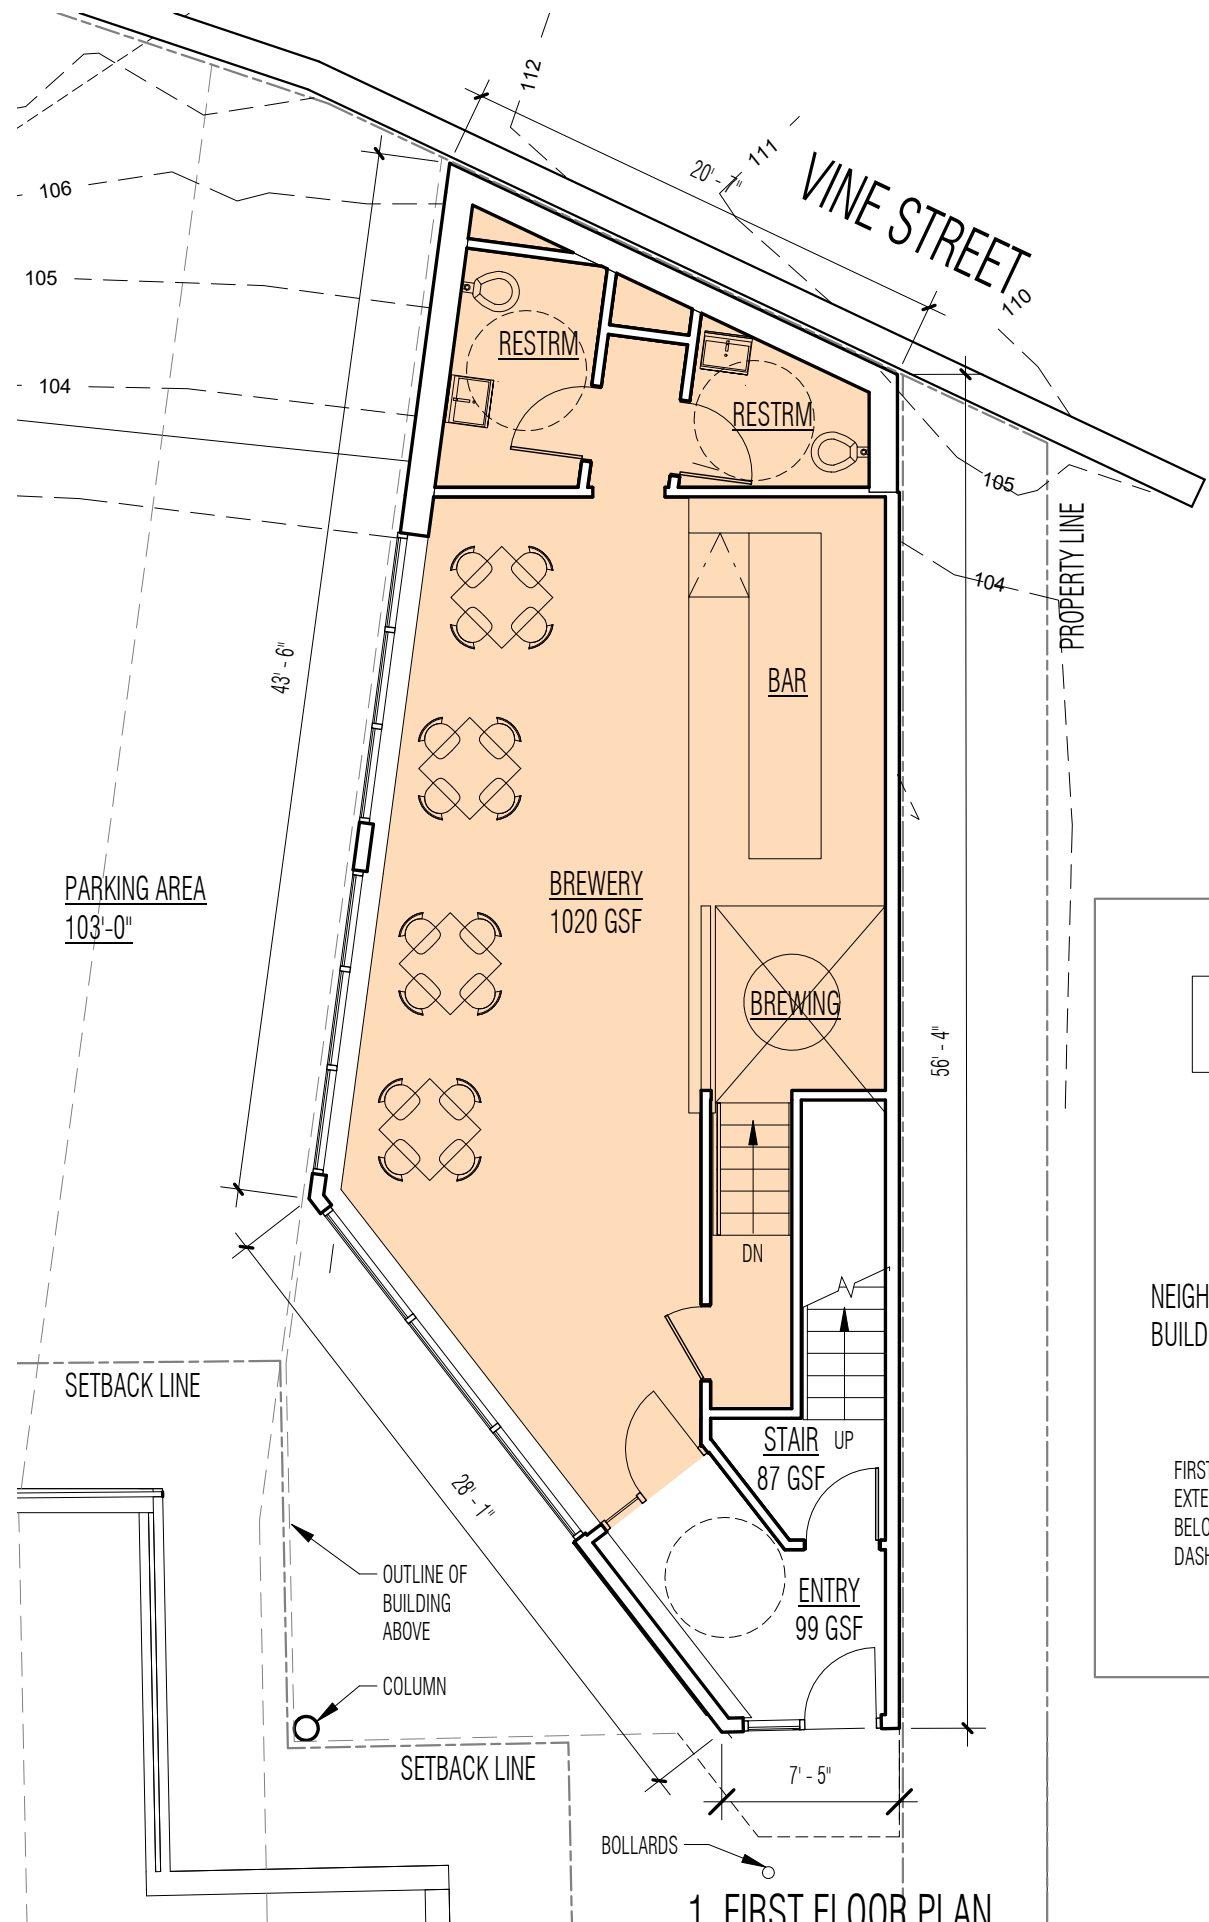 112
111
20' - 7"
VINE STREET
110
106
105
104
RESTRM
RESTRM
105
104
PROPERTY LINE
43' - 6"
BAR
PARKING AREA
103'-0"
BREWERY
1020 GSF
BREWING
56' - 4"
DN
NEIGH
BUILD
SETBACK LINE
STAIR UP
87 GSF
28' - 1"
FIRST
EXTE
BELO
DASH
OUTLINE OF
BUILDING
ABOVE
ENTRY
99 GSF
COLUMN
SETBACK LINE
7' - 5"
BOLLARDS
1 FIRST FLOOR PLAN